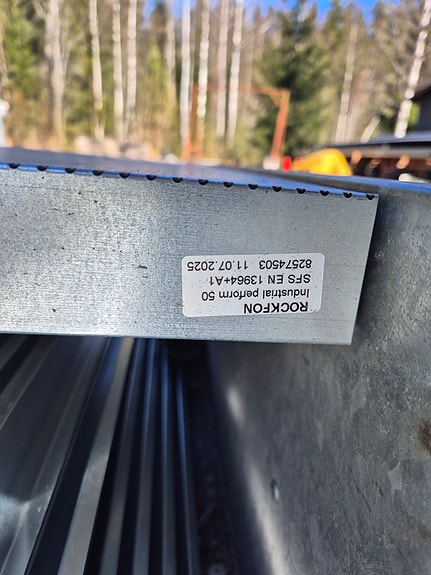 ROCKFON
Industrial perform 50
SFS EN 13964+A1
82574503 11.07.2025